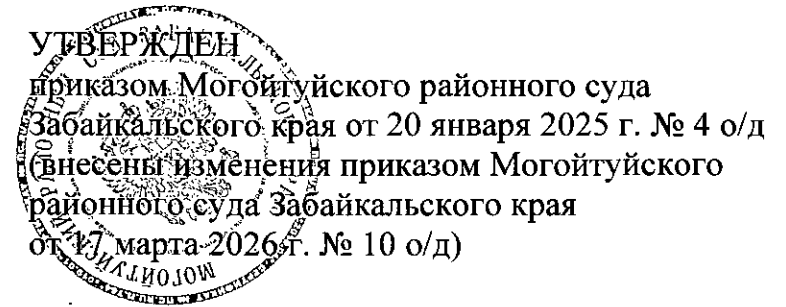 УТВЕРЖДЕН
приказом Могойтуйского районного суда
Забайкальского края от 20 января 2025 г. № 4 о/д
(внесены изменения приказом Могойтуйского
районного суда Забайкальского края
от 17 марта 2026 г. № 10 о/д)